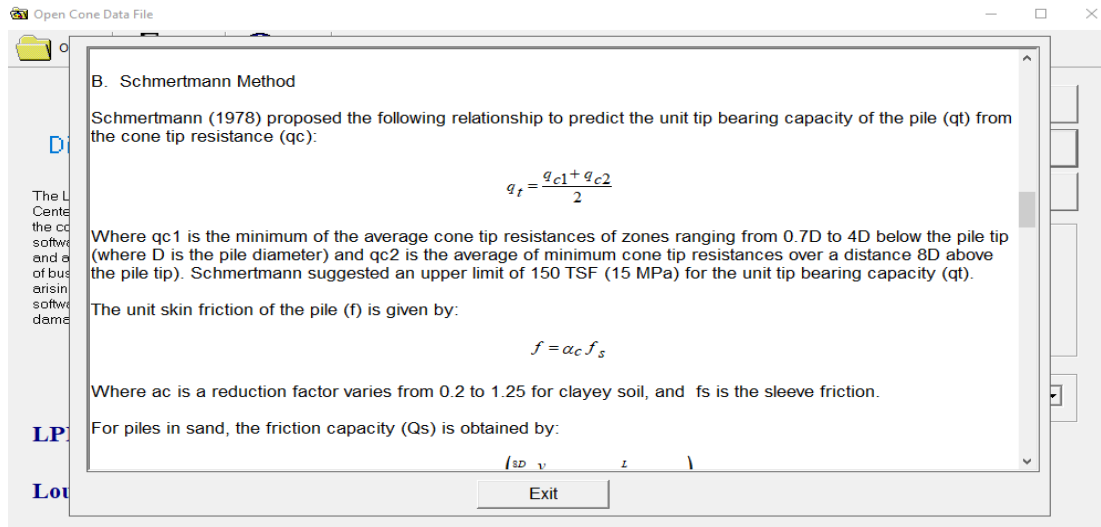 Open Cone Data File
O
B. Schmertmann Method
Schmertmann (1978) proposed the following relationship to predict the unit tip bearing capacity of the pile (qt) from
the cone tip resistance (qc):
q_t = (q_c1 + q_c2) / 2
Where qc1 is the minimum of the average cone tip resistances of zones ranging from 0.7D to 4D below the pile tip
(where D is the pile diameter) and qc2 is the average of minimum cone tip resistances over a distance 8D above
the pile tip). Schmertmann suggested an upper limit of 150 TSF (15 MPa) for the unit tip bearing capacity (qt).
The unit skin friction of the pile (f) is given by:
f = α_c f_s
Where ac is a reduction factor varies from 0.2 to 1.25 for clayey soil, and fs is the sleeve friction.
For piles in sand, the friction capacity (Qs) is obtained by:
8D y L
Exit
Di
The L
Cente
the co
softwa
and a
of bus
arisin
softwa
dama
LP
Lou